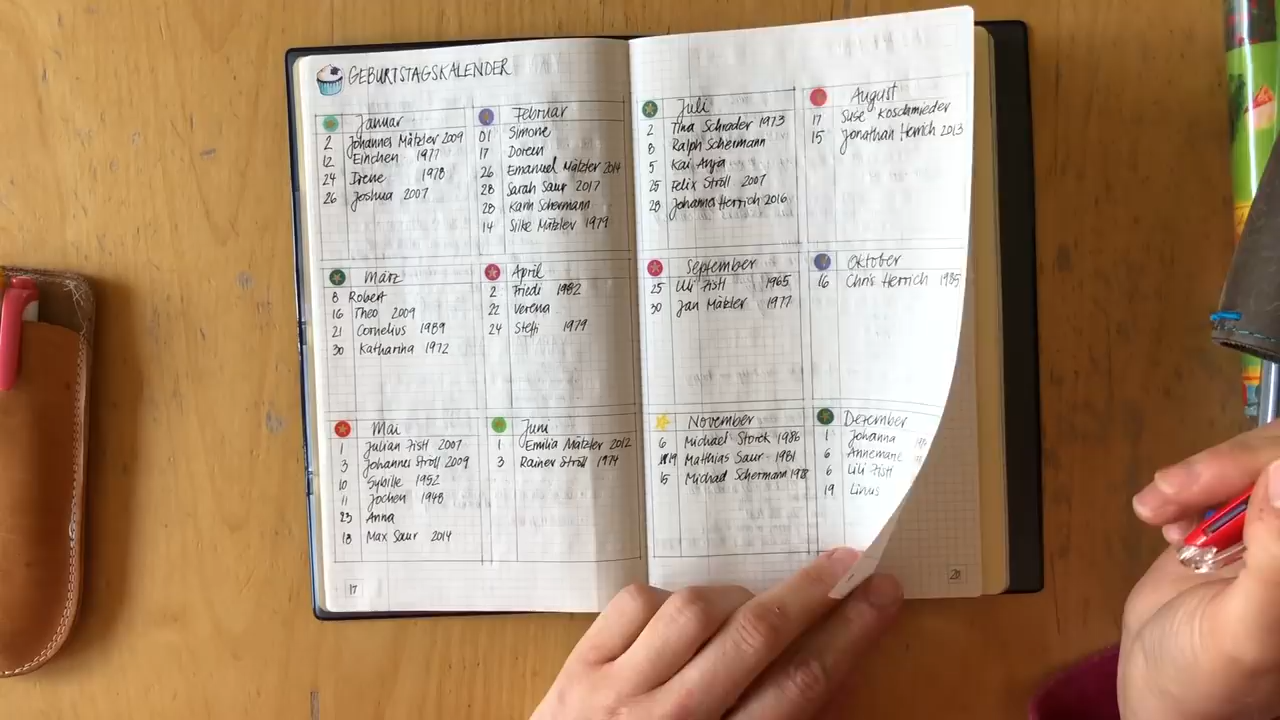 GEBURTSTAGSKALENDER
Januar
2 Johannes Mätzler 2009
12 Einchen 1977
24 Irene 1978
26 Joshua 2007
Februar
01 Simone
17 Doreen
26 Emanuel Mätzler 2014
28 Sarah Saur 2017
28 Karin Schermann
14 Silke Mätzler 1979
März
8 Robert
16 Theo 2009
21 Cornelius 1989
30 Katharina 1972
April
2 Friedi 1982
22 Verena
24 Steffi 1979
Mai
1 Julian Fistl 2007
3 Johannes Stroll 2009
10 Sybille 1952
11 Jochen 1948
23 Anna
18 Max Saur 2014
Juni
1 Emilia Mätzler 2012
3 Rainer Stroll 1974
17
Juli
2 Tina Schrader 1973
8 Ralph Schermann
5 Kai Anja
25 Felix Stroll 2007
28 Johanna Herrich 2016
August
17 Suse Koschmieder
15 Jonathan Herrich 2013
September
25 Uli Fistl 1965
30 Jan Mätzler 1977
Oktober
16 Chris Herrich 1985
November
6 Michael Storek 1986
19 Matthias Saur 1981
15 Michael Schermann
Dezember
1 Johanna
6 Annemarie
6 Lili Fistl
19 Linus
20